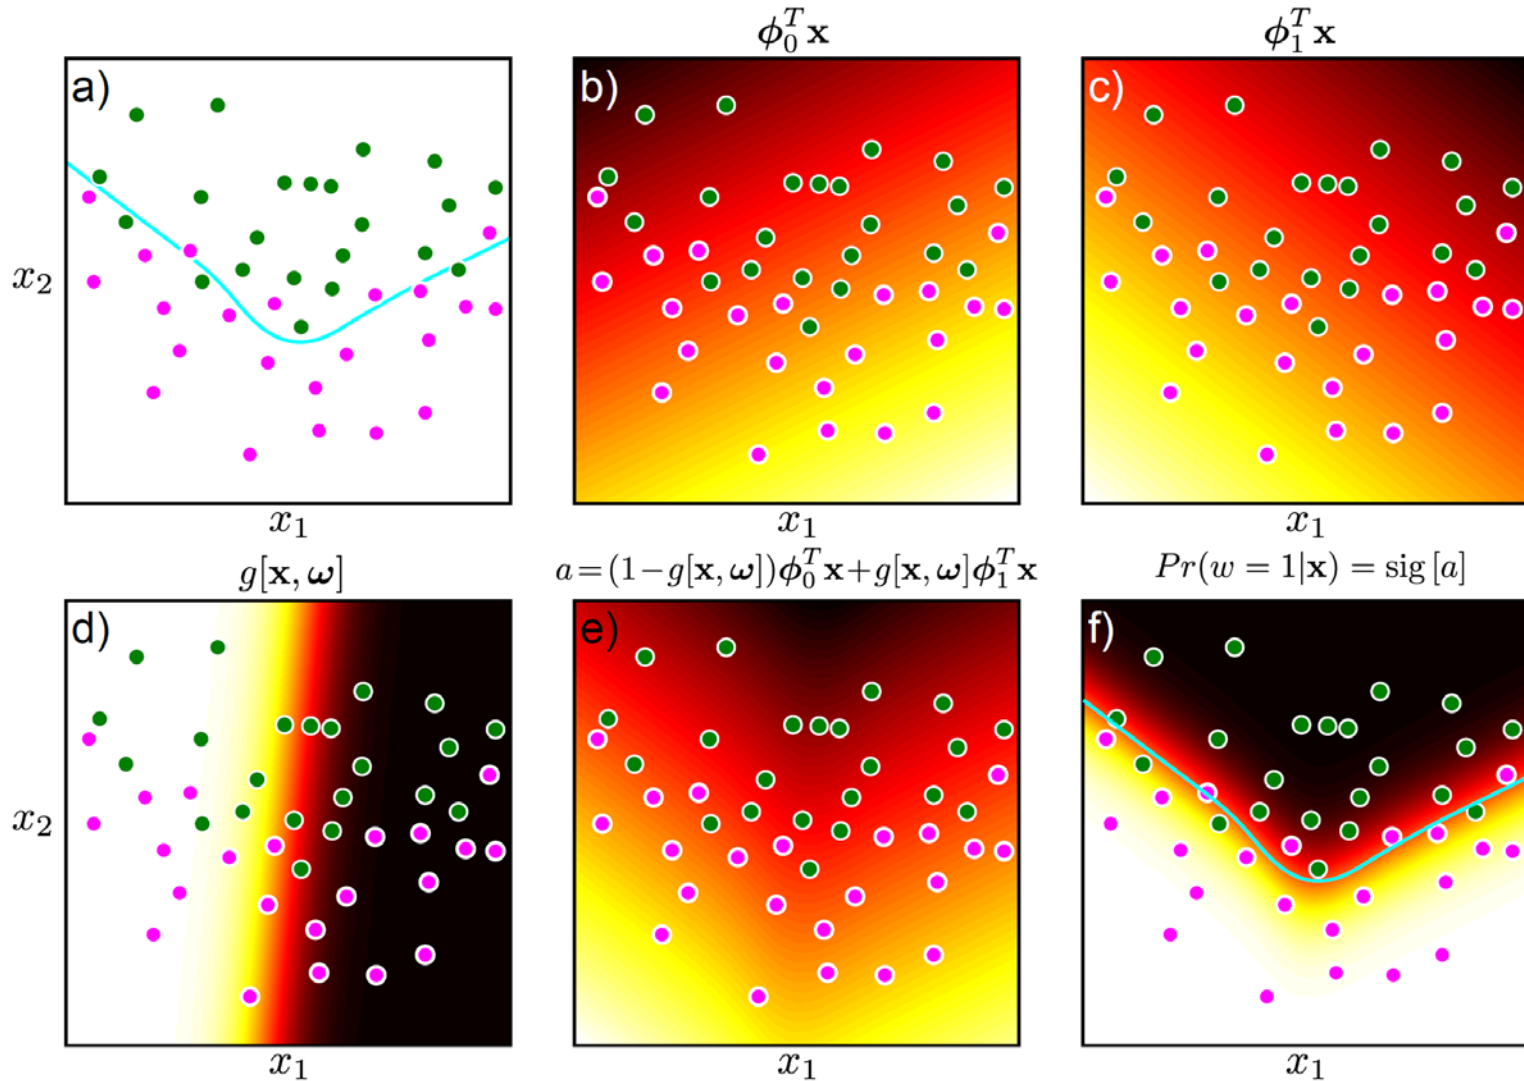 ϕ₀ᵀx
ϕ₁ᵀx
a)
b)
c)
x₂
x₁
x₁
x₁
g[x, ω]
a=(1−g[x, ω])ϕ₀ᵀx+g[x, ω]ϕ₁ᵀx
Pr(w = 1|x) = sig [a]
d)
e)
f)
x₂
x₁
x₁
x₁